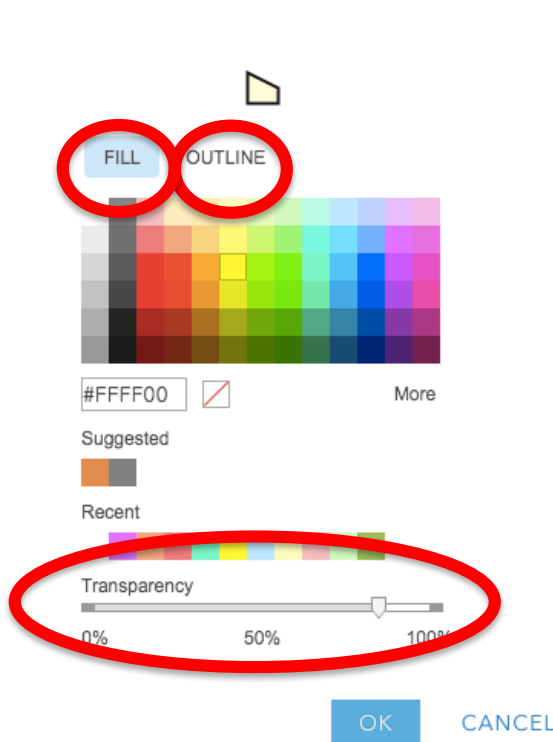 FILL OUTLINE
#FFFF00 More
Suggested
Recent
Transparency
0% 50% 100%
OK CANCEL